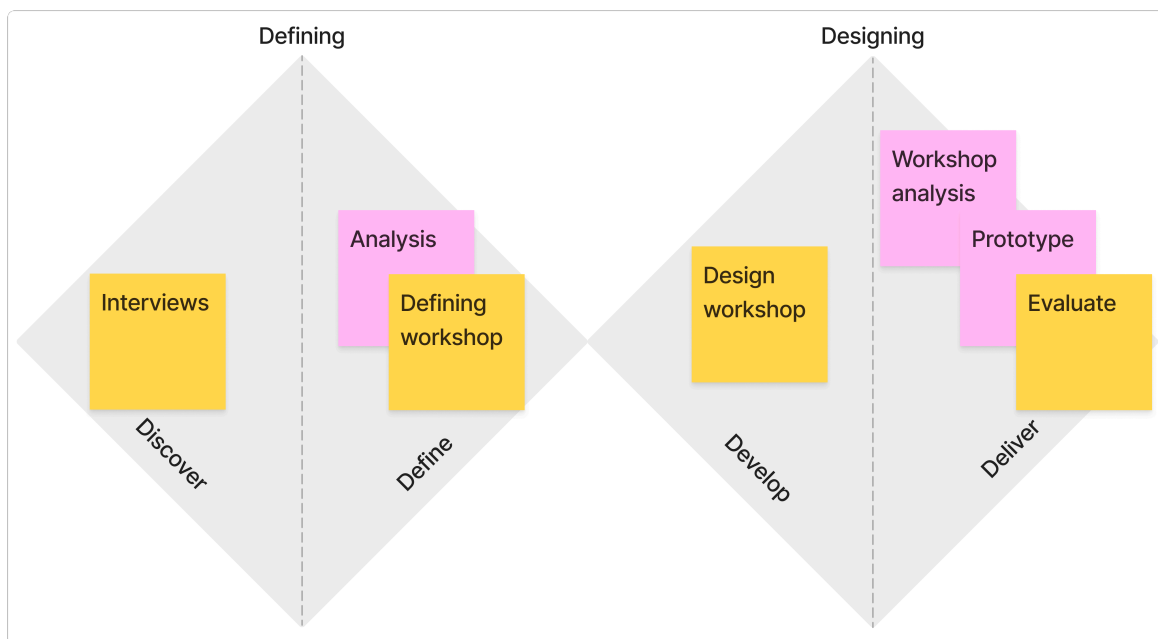 Defining
Designing
Interviews
Analysis
Defining
workshop
Discover
Define
Design
workshop
Workshop
analysis
Prototype
Evaluate
Develop
Deliver